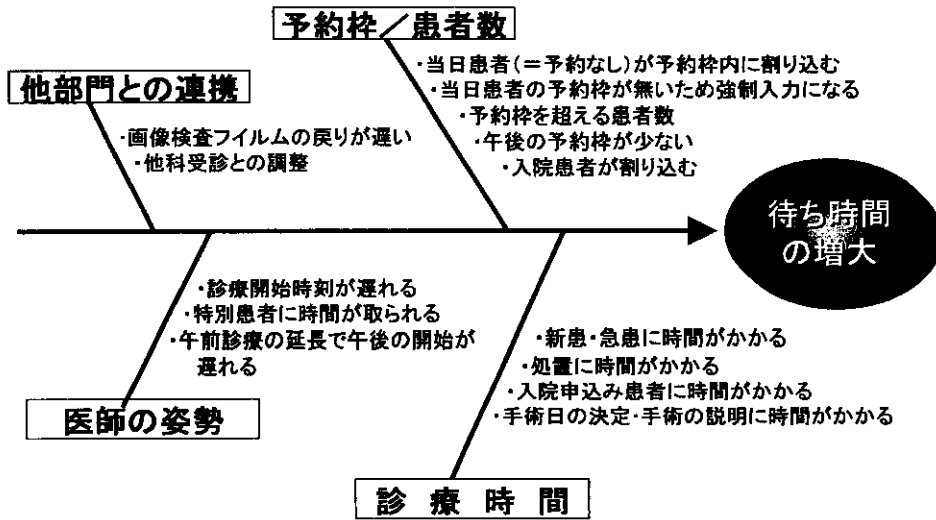 予約枠／患者数
・当日患者（＝予約なし）が予約枠内に割り込む
・当日患者の予約枠が無いため強制入力になる
・予約枠を超える患者数
・午後の予約枠が少ない
・入院患者が割り込む
他部門との連携
・画像検査フイルムの戻りが遅い
・他科受診との調整
待ち時間
の増大
・診療開始時刻が遅れる
・特別患者に時間が取られる
・午前診療の延長で午後の開始が
遅れる
医師の姿勢
・新患・急患に時間がかかる
・処置に時間がかかる
・入院申込み患者に時間がかかる
・手術日の決定・手術の説明に時間がかかる
診療時間